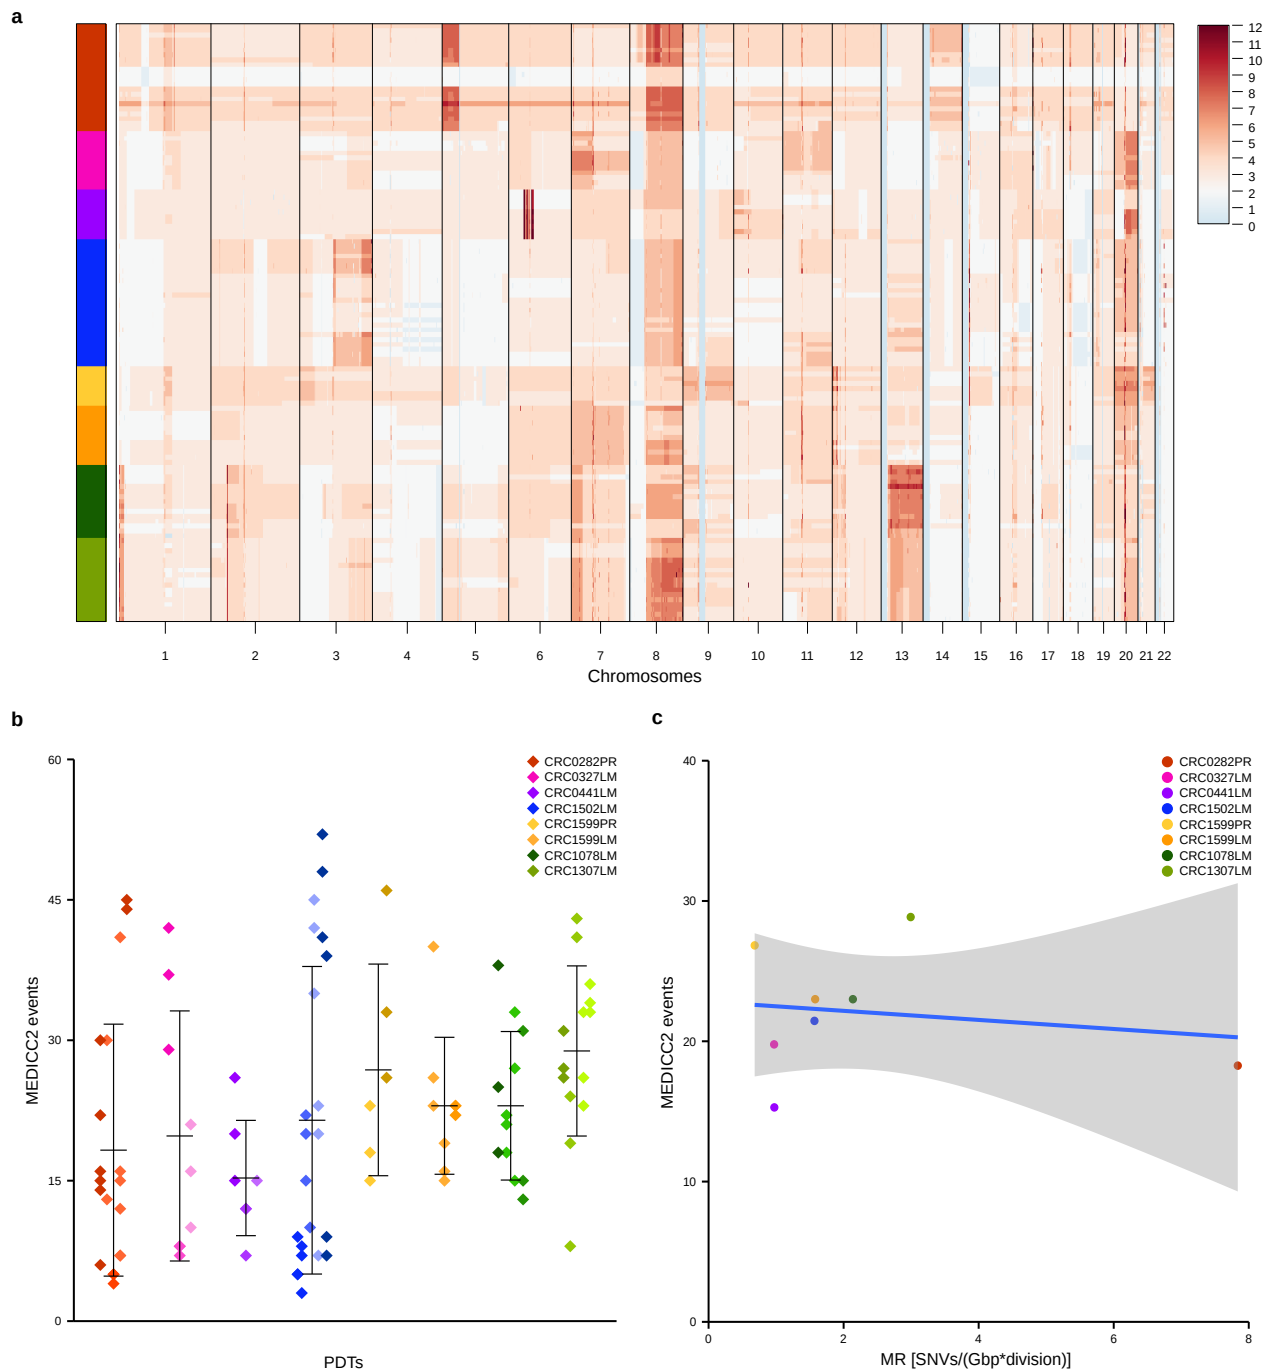 a
12
11
10
9
8
7
6
5
4
3
2
1
0
1 2 3 4 5 6 7 8 9 10 11 12 13 14 15 16 17 18 19 20 21 22
Chromosomes
b
60
45
30
15
0
MEDICC2 events
PDTs
CRC0282PR
CRC0327LM
CRC0441LM
CRC1502LM
CRC1599PR
CRC1599LM
CRC1078LM
CRC1307LM
c
40
30
20
10
0
MEDICC2 events
0 2 4 6 8
MR [SNVs/(Gbp*division)]
CRC0282PR
CRC0327LM
CRC0441LM
CRC1502LM
CRC1599PR
CRC1599LM
CRC1078LM
CRC1307LM